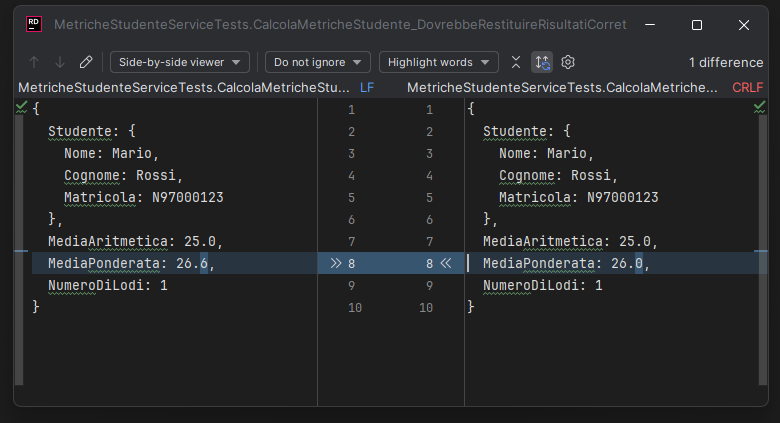 RD MetricheStudenteServiceTests.CalcolaMetricheStudente_DovrebbeRestituireRisultatiCorret
Side-by-side viewer Do not ignore Highlight words 1 difference
MetricheStudenteServiceTests.CalcolaMetricheStu... LF MetricheStudenteServiceTests.CalcolaMetriche... CRLF
{ 1 1 {
Studente: { 2 2 Studente: {
Nome: Mario, 3 3 Nome: Mario,
Cognome: Rossi, 4 4 Cognome: Rossi,
Matricola: N97000123 5 5 Matricola: N97000123
}, 6 6 },
MediaAritmetica: 25.0, 7 7 MediaAritmetica: 25.0,
MediaPonderata: 26.6, >> 8 8 << MediaPonderata: 26.0,
NumeroDiLodi: 1 9 9 NumeroDiLodi: 1
} 10 10 }